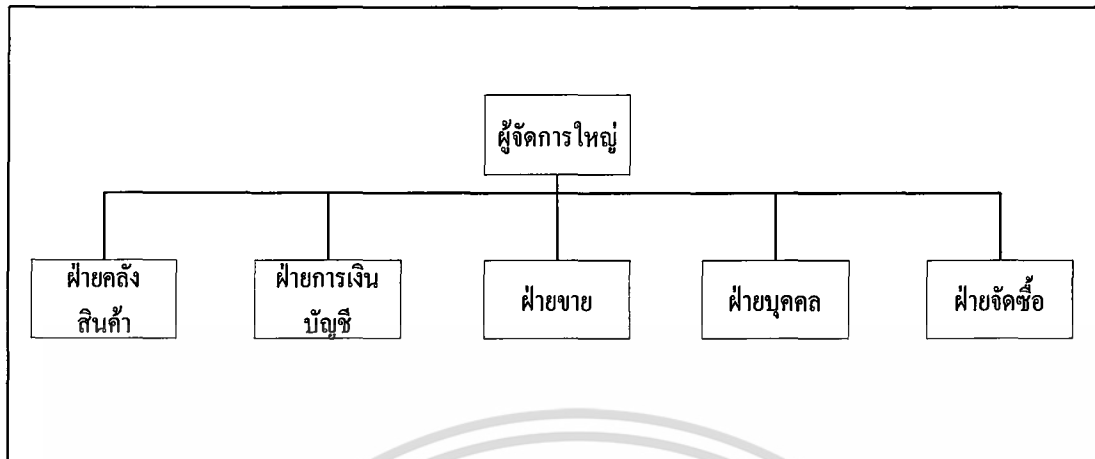 ผู้จัดการใหญ่
ฝ่ายคลัง
สินค้า
ฝ่ายการเงิน
บัญชี
ฝ่ายขาย
ฝ่ายบุคคล
ฝ่ายจัดซื้อ